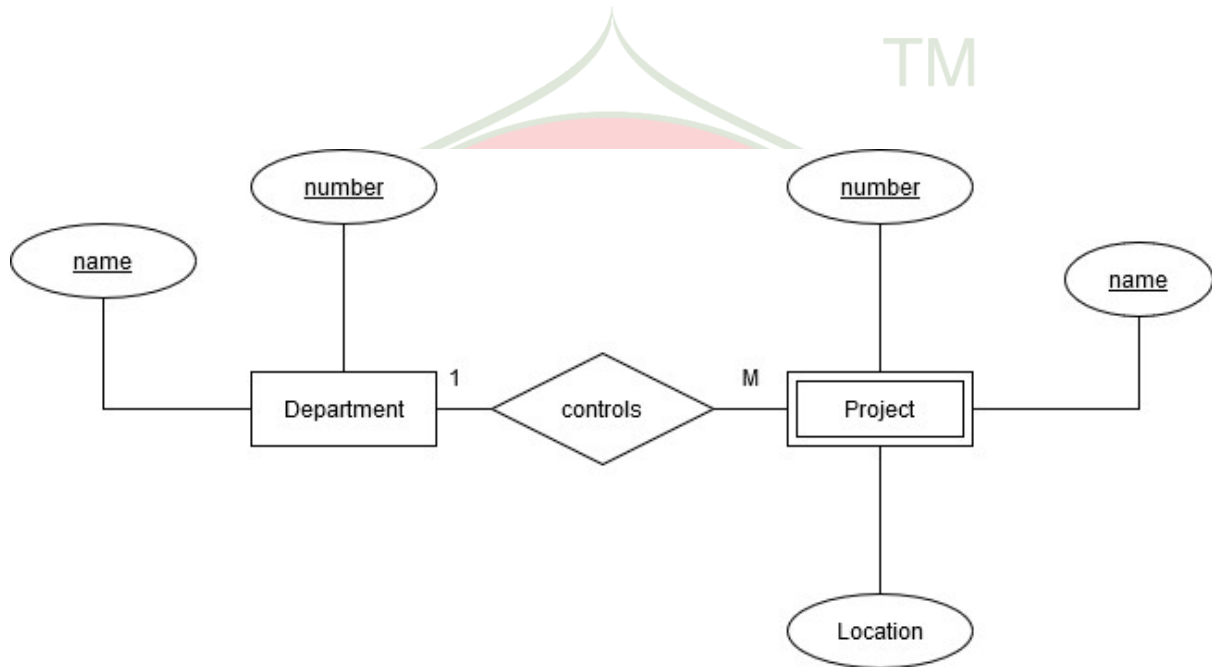 TM
number
number
name
name
1
M
Department
controls
Project
Location